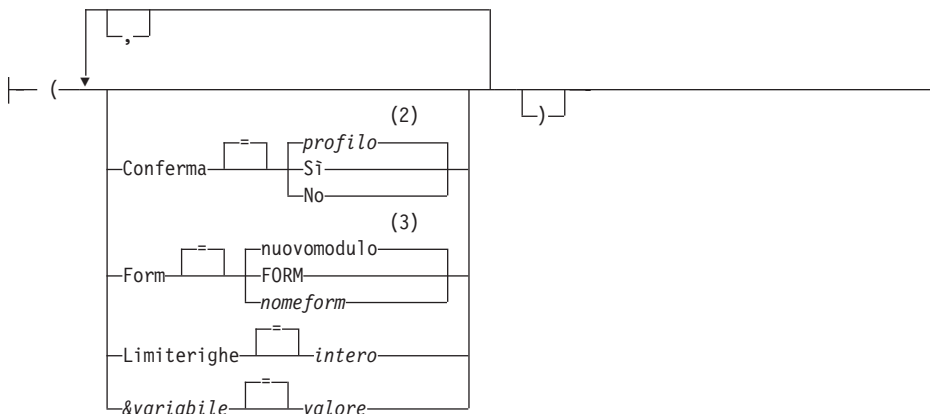 ,
(
)
(2)
profilo
Conferma = Sì
No
(3)
nuovomodulo
Form = FORM
nomeform
Limiterighe = intero
&variabile = valore